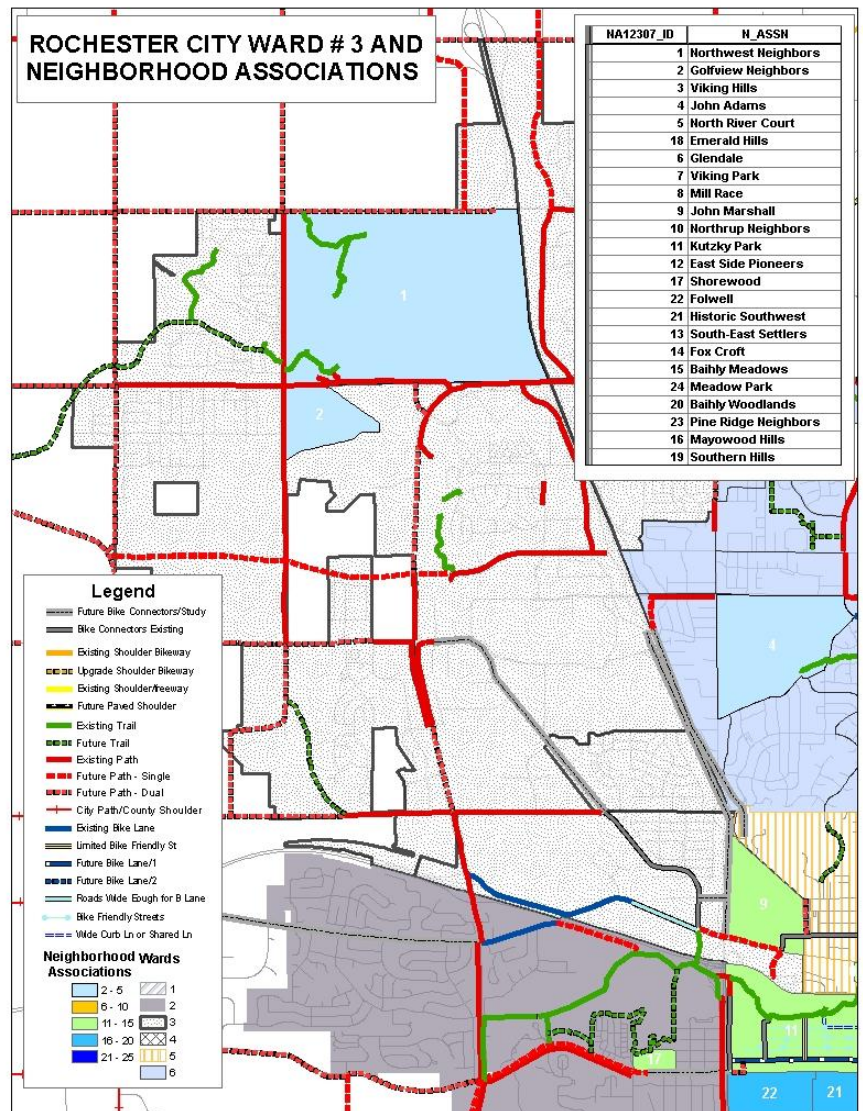 ROCHESTER CITY WARD # 3 AND
NEIGHBORHOOD ASSOCIATIONS
NA12307_ID N_ASSN
1 Northwest Neighbors
2 Golfview Neighbors
3 Viking Hills
4 John Adams
5 North River Court
18 Emerald Hills
6 Glendale
7 Viking Park
8 Mill Race
9 John Marshall
10 Northrup Neighbors
11 Kutzky Park
12 East Side Pioneers
17 Shorewood
22 Folwell
21 Historic Southwest
13 South-East Settlers
14 Fox Croft
15 Baihly Meadows
24 Meadow Park
20 Baihly Woodlands
23 Pine Ridge Neighbors
16 Mayowood Hills
19 Southern Hills
1
2
4
9
11
17
22
21
Legend
Future Bike Connectors/Study
Bike Connectors Existing
Existing Shoulder Bikeway
Upgrade Shoulder Bikeway
Existing Shoulder/freeway
Future Paved Shoulder
Existing Trail
Future Trail
Existing Path
Future Path - Single
Future Path - Dual
City Path/County Shoulder
Existing Bike Lane
Limited Bike Friendly St
Future Bike Lane/1
Future Bike Lane/2
Roads Wide Eough for B Lane
Bike Friendly Streets
Wide Curb Ln or Shared Ln
Neighborhood Associations
2 - 5
6 - 10
11 - 15
16 - 20
21 - 25
Wards
1
2
3
4
5
6